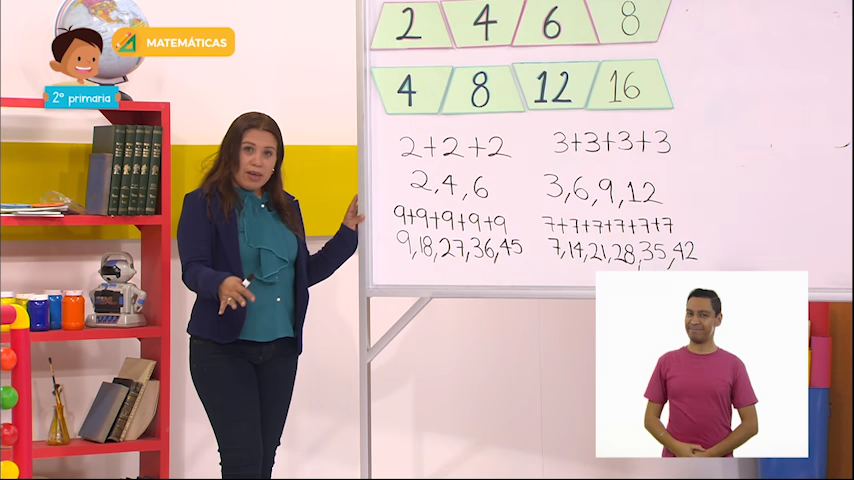 MATEMÁTICAS
2° primaria
2 4 6 8
4 8 12 16
2+2+2 3+3+3+3
2,4,6 3,6,9,12
9+9+9+9+9 7+7+7+7+7+7
9,18,27,36,45 7,14,21,28,35,42